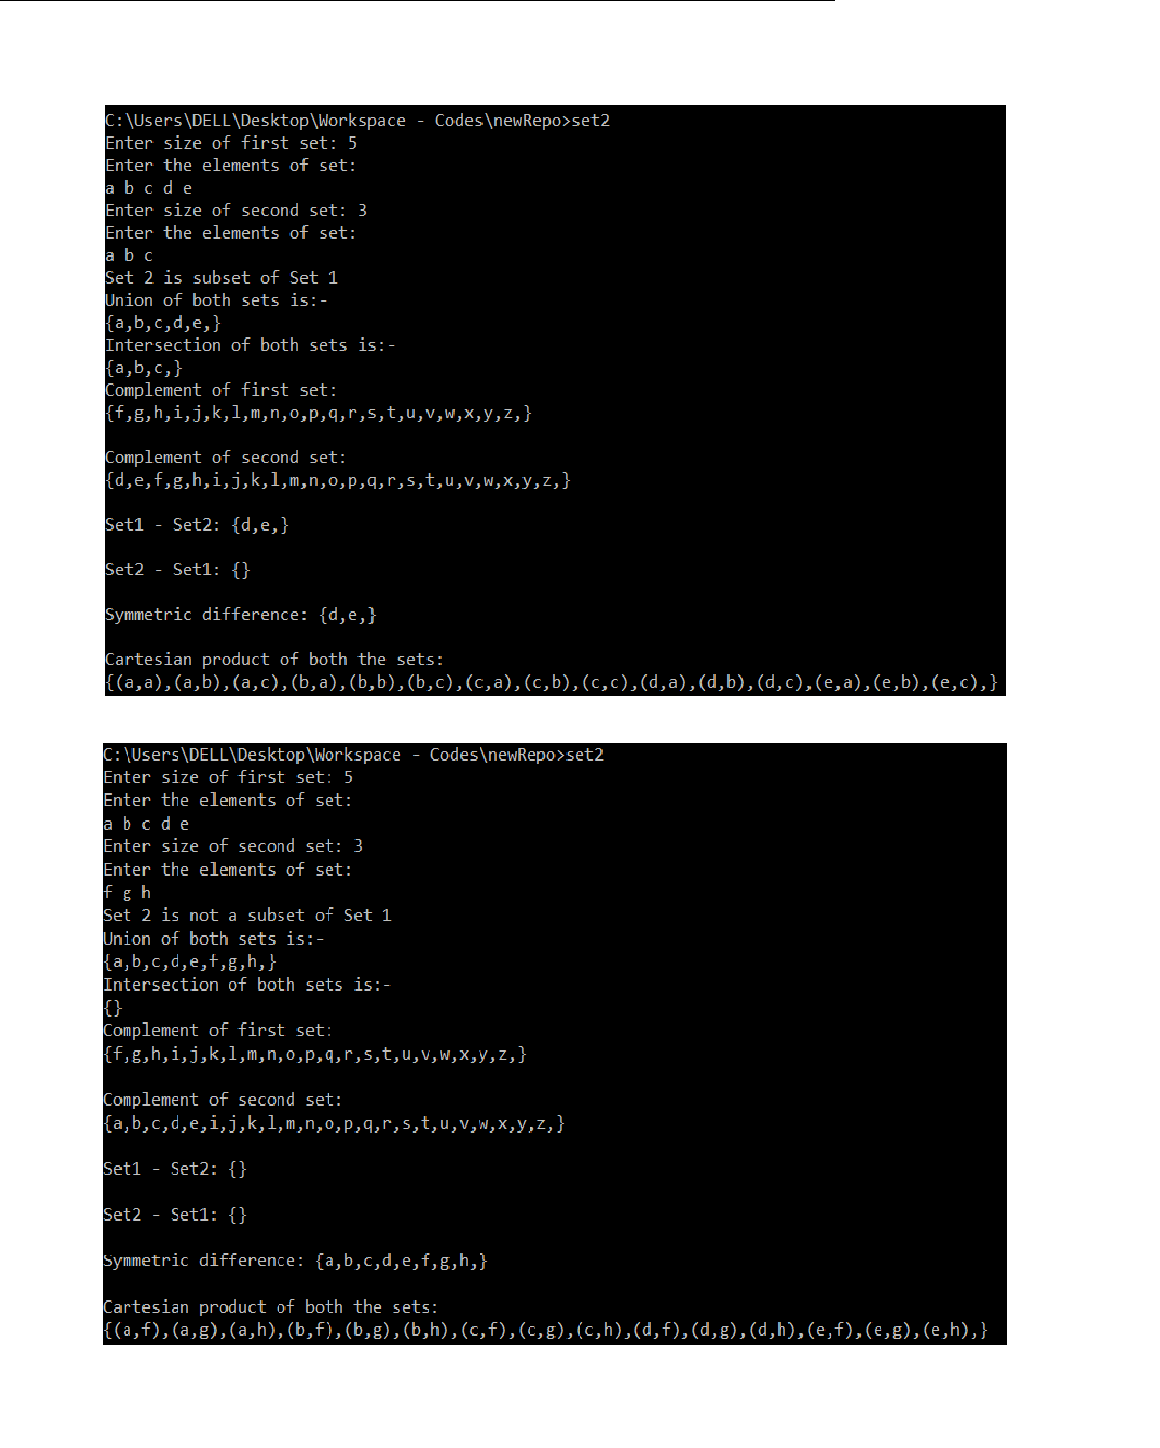 C:\Users\DELL\Desktop\Workspace - Codes\newRepo>set2
Enter size of first set: 5
Enter the elements of set:
a b c d e
Enter size of second set: 3
Enter the elements of set:
a b c
Set 2 is subset of Set 1
Union of both sets is:-
{a,b,c,d,e,}
Intersection of both sets is:-
{a,b,c,}
Complement of first set:
{f,g,h,i,j,k,l,m,n,o,p,q,r,s,t,u,v,w,x,y,z,}
Complement of second set:
{d,e,f,g,h,i,j,k,l,m,n,o,p,q,r,s,t,u,v,w,x,y,z,}
Set1 - Set2: {d,e,}
Set2 - Set1: {}
Symmetric difference: {d,e,}
Cartesian product of both the sets:
{(a,a),(a,b),(a,c),(b,a),(b,b),(b,c),(c,a),(c,b),(c,c),(d,a),(d,b),(d,c),(e,a),(e,b),(e,c),}
C:\Users\DELL\Desktop\Workspace - Codes\newRepo>set2
Enter size of first set: 5
Enter the elements of set:
a b c d e
Enter size of second set: 3
Enter the elements of set:
f g h
Set 2 is not a subset of Set 1
Union of both sets is:-
{a,b,c,d,e,f,g,h,}
Intersection of both sets is:-
{}
Complement of first set:
{f,g,h,i,j,k,l,m,n,o,p,q,r,s,t,u,v,w,x,y,z,}
Complement of second set:
{a,b,c,d,e,i,j,k,l,m,n,o,p,q,r,s,t,u,v,w,x,y,z,}
Set1 - Set2: {}
Set2 - Set1: {}
Symmetric difference: {a,b,c,d,e,f,g,h,}
Cartesian product of both the sets:
{(a,f),(a,g),(a,h),(b,f),(b,g),(b,h),(c,f),(c,g),(c,h),(d,f),(d,g),(d,h),(e,f),(e,g),(e,h),}